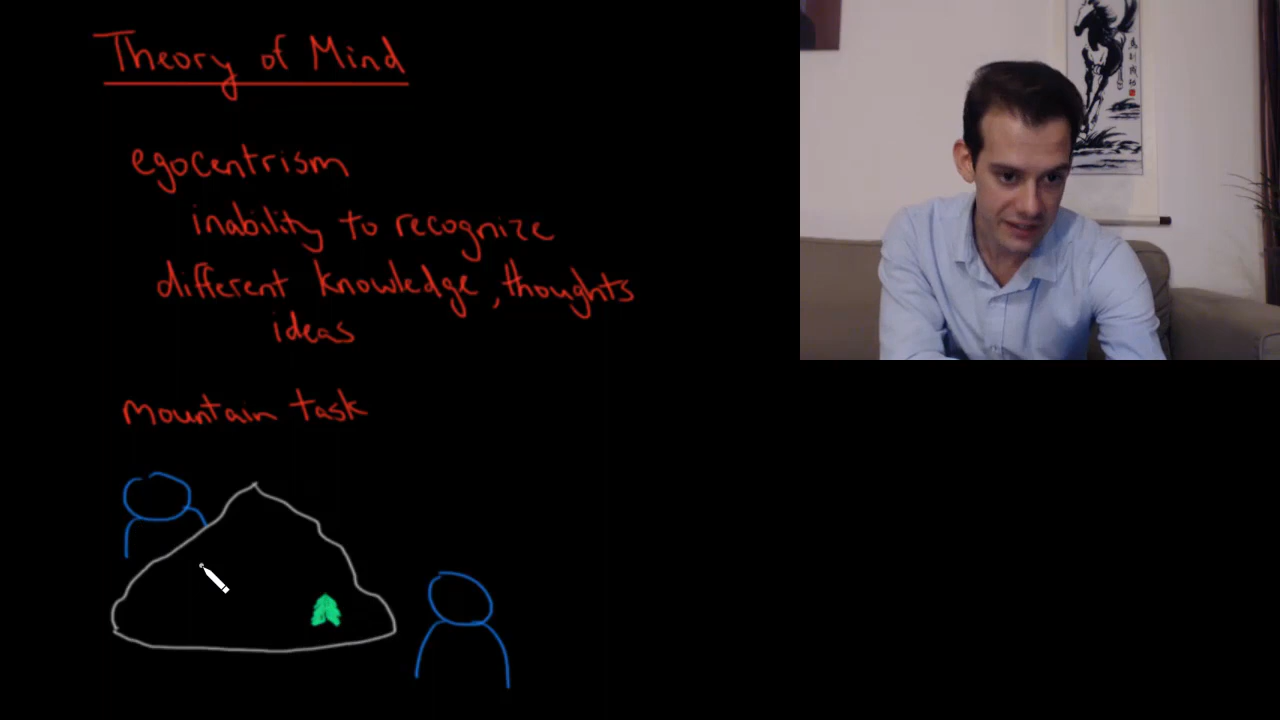 Theory of Mind
egocentrism
inability to recognize
different knowledge, thoughts
ideas
mountain task